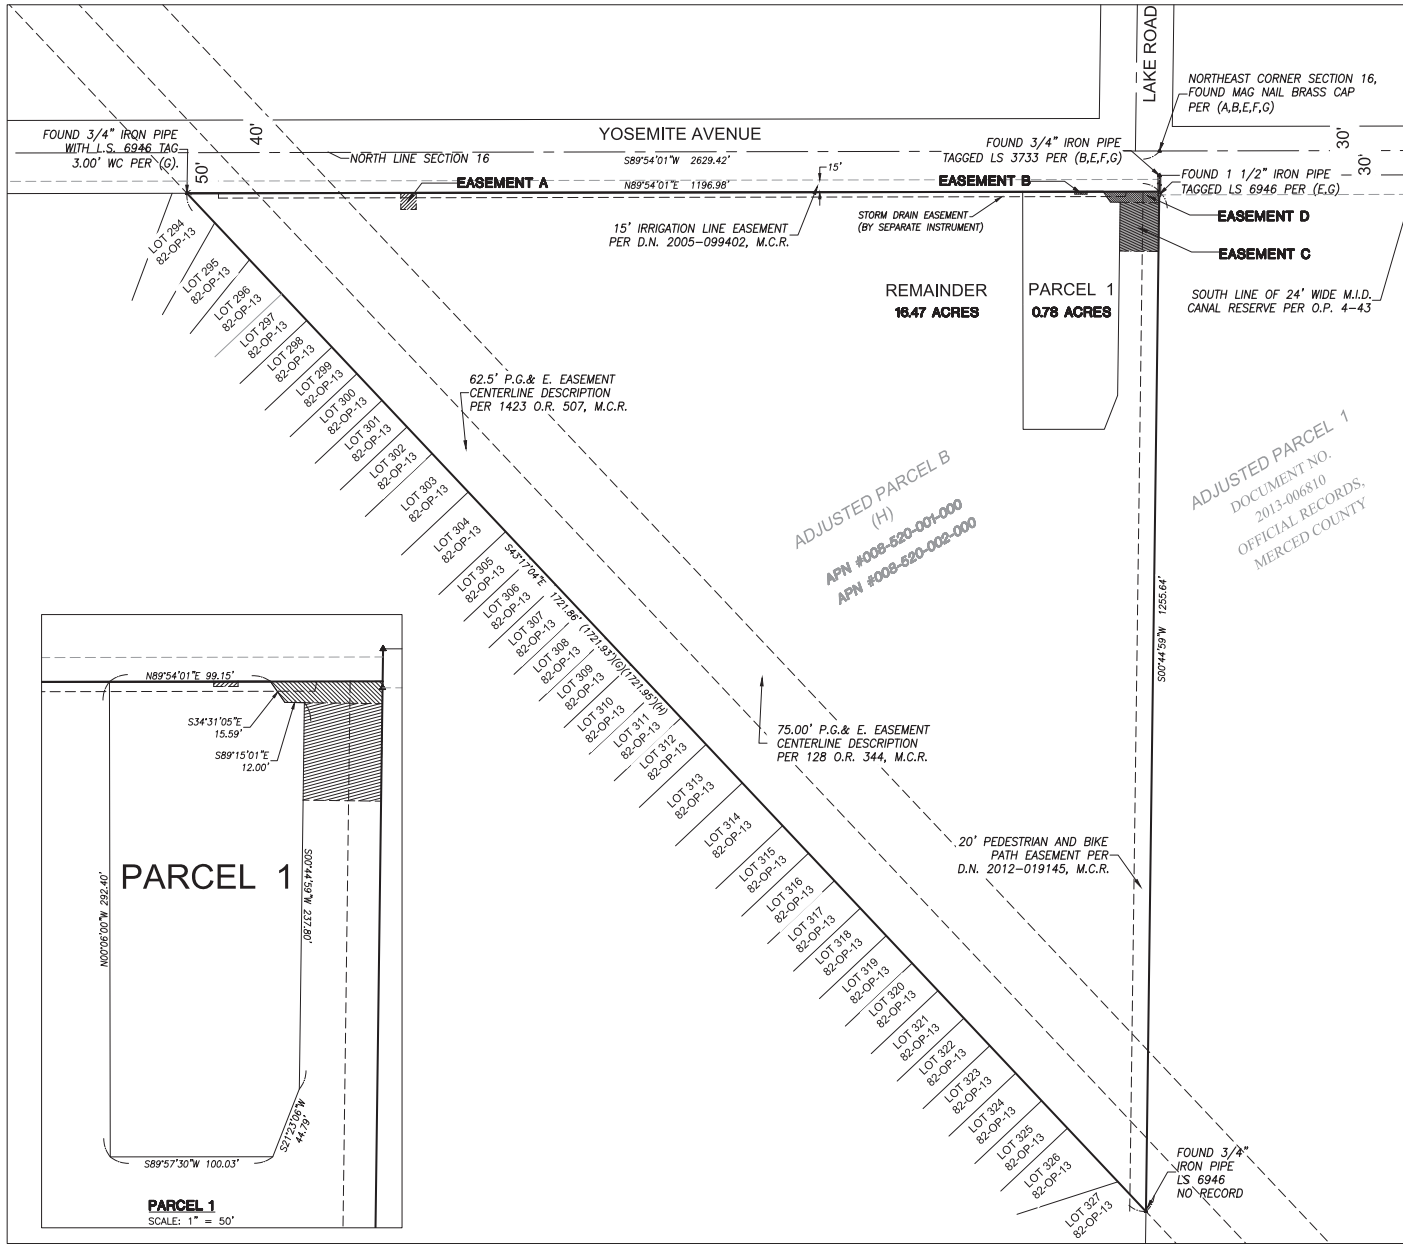 LAKE ROAD
NORTHEAST CORNER SECTION 16,
FOUND MAG NAIL BRASS CAP
PER (A,B,E,F,G)
FOUND 3/4" IRON PIPE
WITH L.S. 6946 TAG
3.00' WC PER (G).
40'
50'
YOSEMITE AVENUE
NORTH LINE SECTION 16
S89°54'01"W 2629.42'
FOUND 3/4" IRON PIPE
TAGGED LS 3733 PER (B,E,F,G)
30'
30'
15'
EASEMENT A
N89°54'01"E 1196.98'
EASEMENT B
FOUND 1 1/2" IRON PIPE
TAGGED LS 6946 PER (E,G)
15' IRRIGATION LINE EASEMENT
PER D.N. 2005-099402, M.C.R.
STORM DRAIN EASEMENT
(BY SEPARATE INSTRUMENT)
EASEMENT D
EASEMENT C
REMAINDER
16.47 ACRES
PARCEL 1
0.78 ACRES
SOUTH LINE OF 24' WIDE M.I.D.
CANAL RESERVE PER O.P. 4-43
62.5' P.G.& E. EASEMENT
CENTERLINE DESCRIPTION
PER 1423 O.R. 507, M.C.R.
ADJUSTED PARCEL B
(H)
APN #008-520-001-000
APN #008-520-002-000
ADJUSTED PARCEL 1
DOCUMENT NO.
2013-006810
OFFICIAL RECORDS,
MERCED COUNTY
LOT 294
82-OP-13
LOT 295
82-OP-13
LOT 296
82-OP-13
LOT 297
82-OP-13
LOT 298
82-OP-13
LOT 299
82-OP-13
LOT 300
82-OP-13
LOT 301
82-OP-13
LOT 302
82-OP-13
LOT 303
82-OP-13
LOT 304
82-OP-13
LOT 305
82-OP-13
LOT 306
82-OP-13
LOT 307
82-OP-13
LOT 308
82-OP-13
LOT 309
82-OP-13
LOT 310
82-OP-13
LOT 311
82-OP-13
LOT 312
82-OP-13
LOT 313
82-OP-13
LOT 314
82-OP-13
LOT 315
82-OP-13
LOT 316
82-OP-13
LOT 317
82-OP-13
LOT 318
82-OP-13
LOT 319
82-OP-13
LOT 320
82-OP-13
LOT 321
82-OP-13
LOT 322
82-OP-13
LOT 323
82-OP-13
LOT 324
82-OP-13
LOT 325
82-OP-13
LOT 326
82-OP-13
LOT 327
82-OP-13
S43°17'04"E 1721.86' (1721.93')(G)(1721.95')(H)
S00°44'59"W 1255.64'
75.00' P.G.& E. EASEMENT
CENTERLINE DESCRIPTION
PER 128 O.R. 344, M.C.R.
20' PEDESTRIAN AND BIKE
PATH EASEMENT PER
D.N. 2012-019145, M.C.R.
FOUND 3/4"
IRON PIPE
LS 6946
NO RECORD
N89°54'01"E 99.15'
S34°31'05"E
15.59'
S89°15'01"E
12.00'
PARCEL 1
N00°06'00"W 292.40'
S00°44'59"W 237.80'
S21°23'06"W
44.79'
S89°57'30"W 100.03'
PARCEL 1
SCALE: 1" = 50'